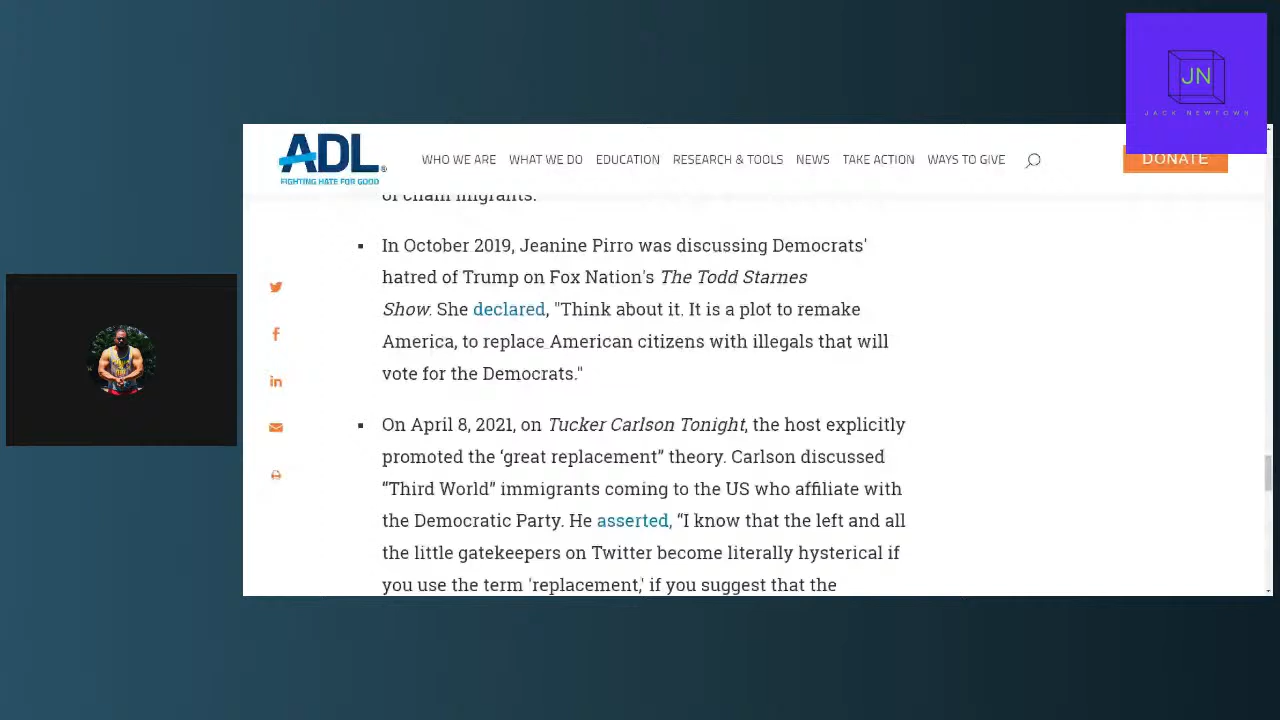 JN
JACK NEWTOWN
ADL®
FIGHTING HATE FOR GOOD
WHO WE ARE WHAT WE DO EDUCATION RESEARCH & TOOLS NEWS TAKE ACTION WAYS TO GIVE
DONATE
of chain migrants.
▪ In October 2019, Jeanine Pirro was discussing Democrats'
hatred of Trump on Fox Nation's The Todd Starnes
Show. She declared, "Think about it. It is a plot to remake
America, to replace American citizens with illegals that will
vote for the Democrats."
▪ On April 8, 2021, on Tucker Carlson Tonight, the host explicitly
promoted the ‘great replacement” theory. Carlson discussed
“Third World” immigrants coming to the US who affiliate with
the Democratic Party. He asserted, “I know that the left and all
the little gatekeepers on Twitter become literally hysterical if
you use the term 'replacement,' if you suggest that the